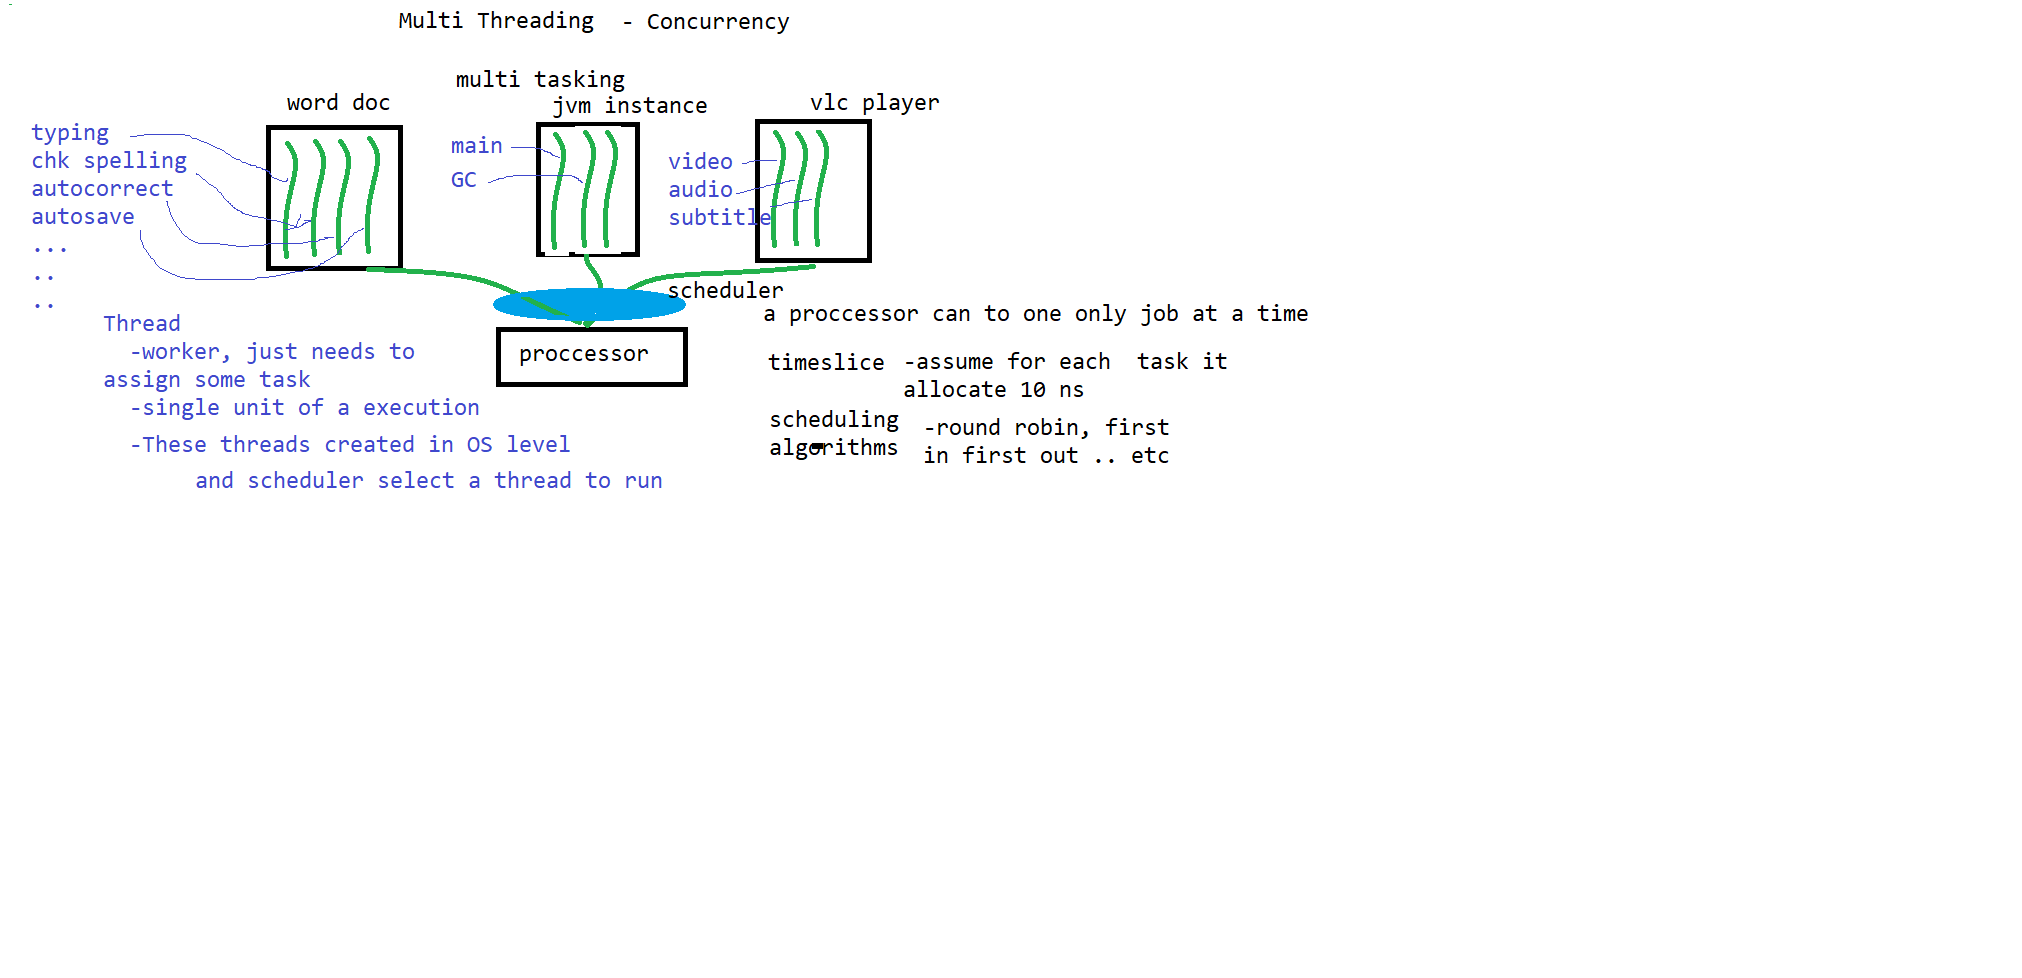 Multi Threading - Concurrency
multi tasking
word doc
jvm instance
vlc player
typing
chk spelling
autocorrect
autosave
...
..
..
main
GC
video
audio
subtitle
scheduler
proccessor
a proccessor can to one only job at a time
timeslice -assume for each task it
allocate 10 ns
scheduling
algorithms
-round robin, first
in first out .. etc
Thread
-worker, just needs to
assign some task
-single unit of a execution
-These threads created in OS level
and scheduler select a thread to run